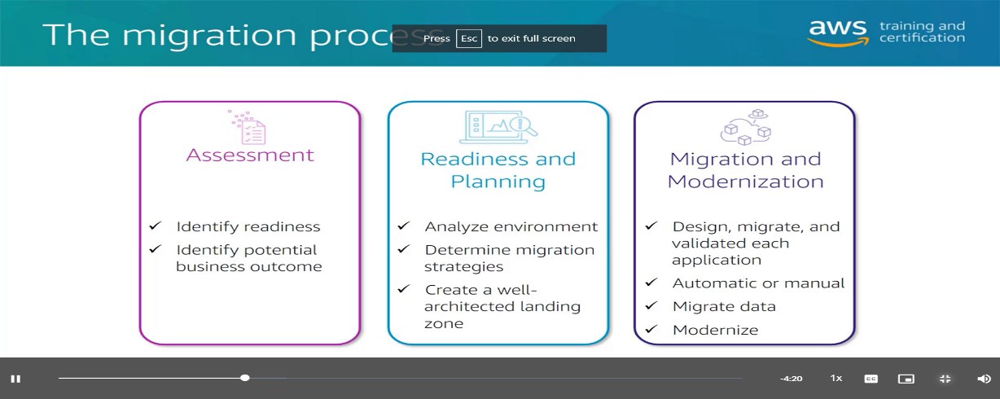 The migration process
Press Esc to exit full screen
aws training and
certification
Assessment
Identify readiness
Identify potential
business outcome
Readiness and
Planning
Analyze environment
Determine migration
strategies
Create a well-
architected landing
zone
Migration and
Modernization
Design, migrate, and
validated each
application
Automatic or manual
Migrate data
Modernize
-4:20
1x
CC